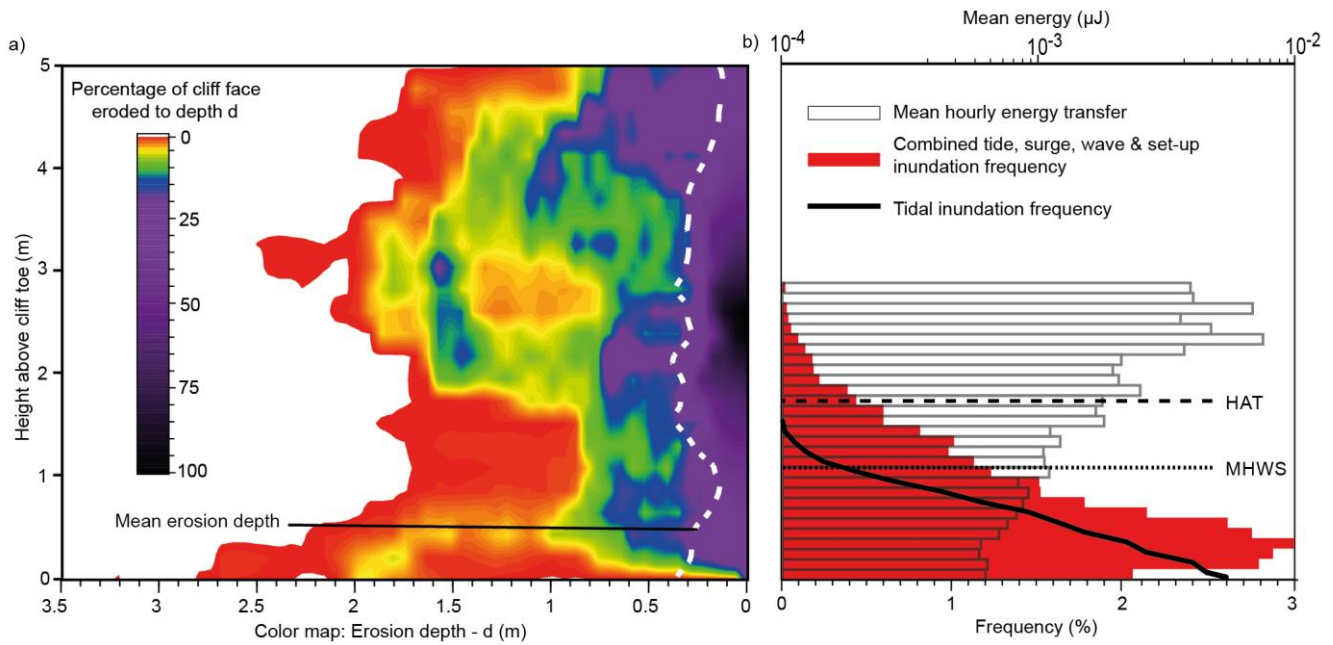 a)
Percentage of cliff face
eroded to depth d
0
25
50
75
100
Height above cliff toe (m)
5
4
3
2
1
0
Mean erosion depth
3.5
3
2.5
2
1.5
1
0.5
0
Color map: Erosion depth - d (m)
b)
Mean energy (µJ)
10-4
10-3
10-2
Mean hourly energy transfer
Combined tide, surge, wave & set-up
inundation frequency
Tidal inundation frequency
HAT
MHWS
0
1
2
3
Frequency (%)